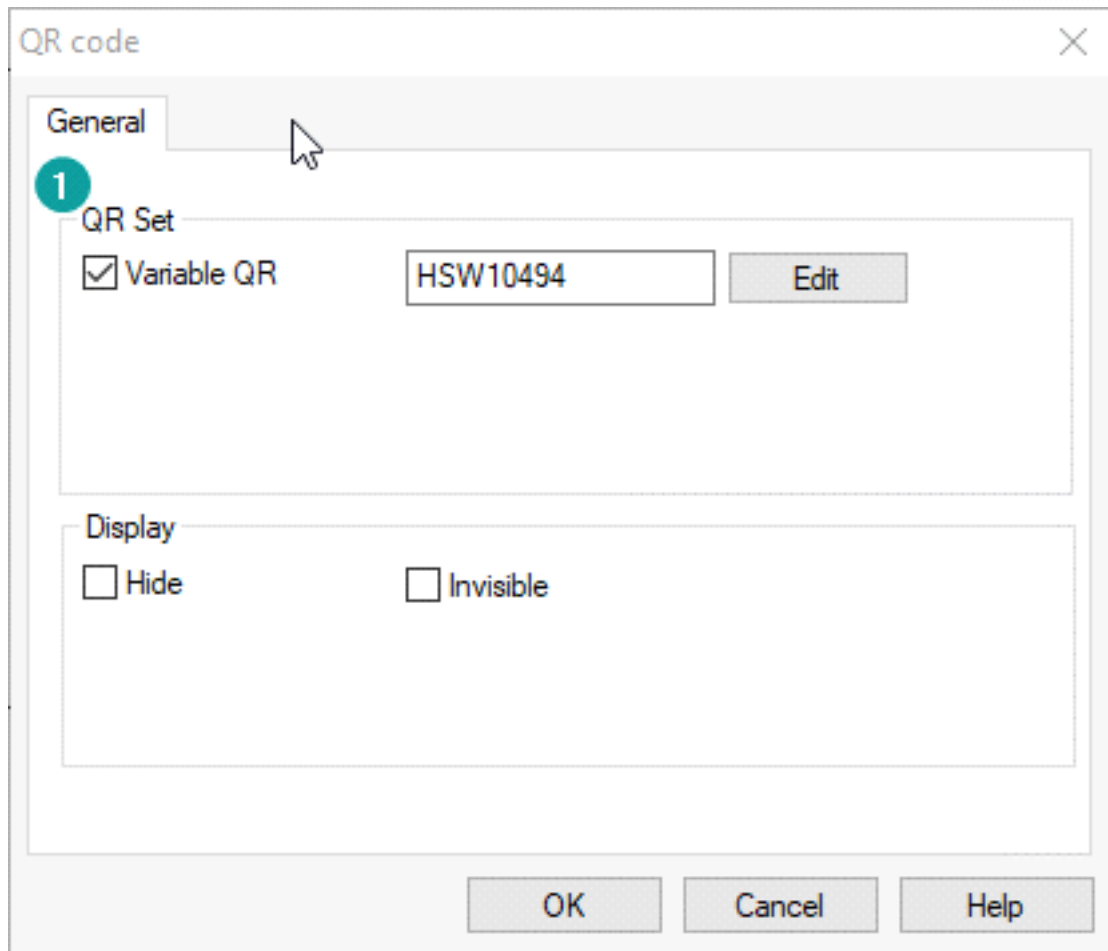 QR code
General
1
QR Set
Variable QR HSW10494 Edit
Display
Hide Invisible
OK Cancel Help